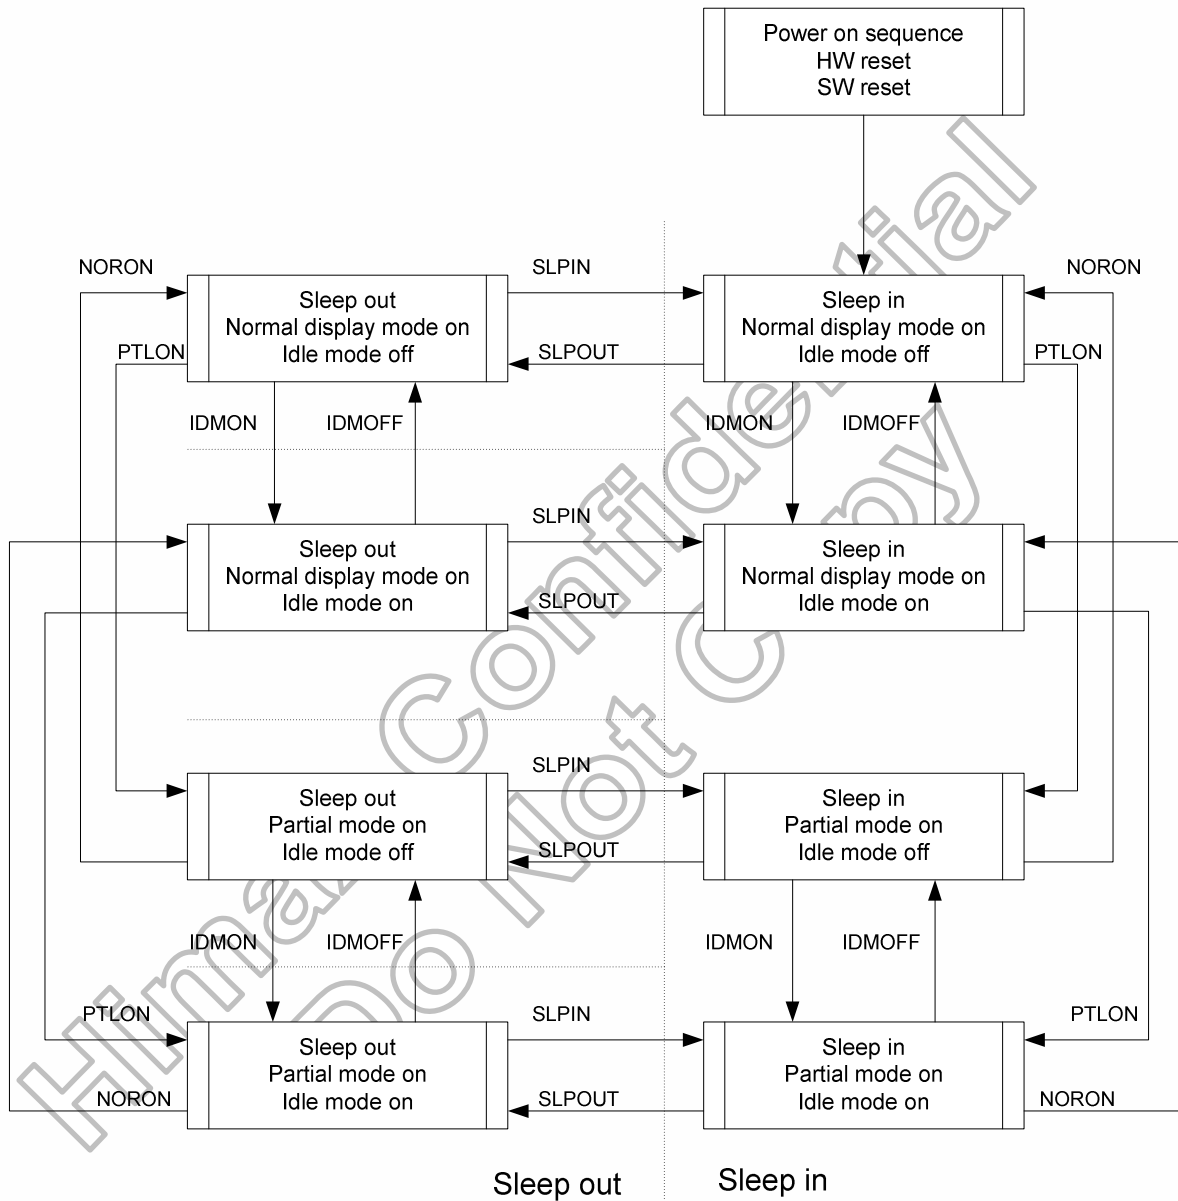 Power on sequence
HW reset
SW reset
NORON
SLPIN
NORON
Sleep out
Normal display mode on
Idle mode off
Sleep in
Normal display mode on
Idle mode off
PTLON
SLPOUT
PTLON
IDMON
IDMOFF
IDMON
IDMOFF
SLPIN
Sleep out
Normal display mode on
Idle mode on
Sleep in
Normal display mode on
Idle mode on
SLPOUT
SLPIN
Sleep out
Partial mode on
Idle mode off
Sleep in
Partial mode on
Idle mode off
SLPOUT
IDMON
IDMOFF
IDMON
IDMOFF
PTLON
SLPIN
PTLON
Sleep out
Partial mode on
Idle mode on
Sleep in
Partial mode on
Idle mode on
NORON
SLPOUT
NORON
Sleep out
Sleep in
Himax Confidential
Do Not Copy